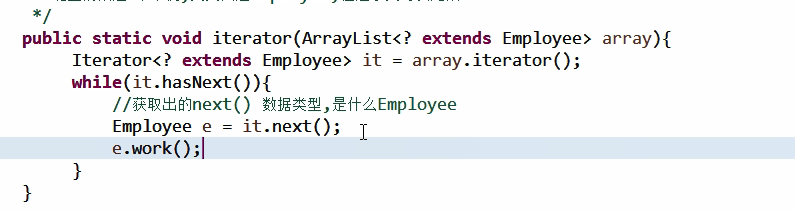 */
public static void iterator(ArrayList<? extends Employee> array){
Iterator<? extends Employee> it = array.iterator();
while(it.hasNext()){
//获取出的next() 数据类型,是什么Employee
Employee e = it.next();
e.work();
}
}